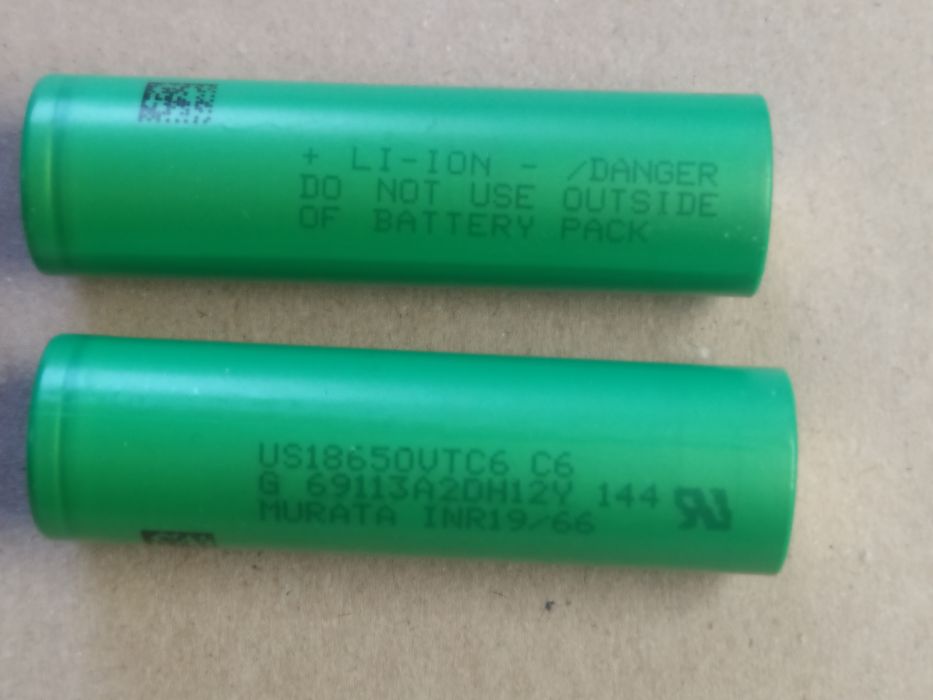 + LI-ION - /DANGER
DO NOT USE OUTSIDE
OF BATTERY PACK
US18650VTC6 C6
G 69113A2DH12Y 144
MURATA INR19/66